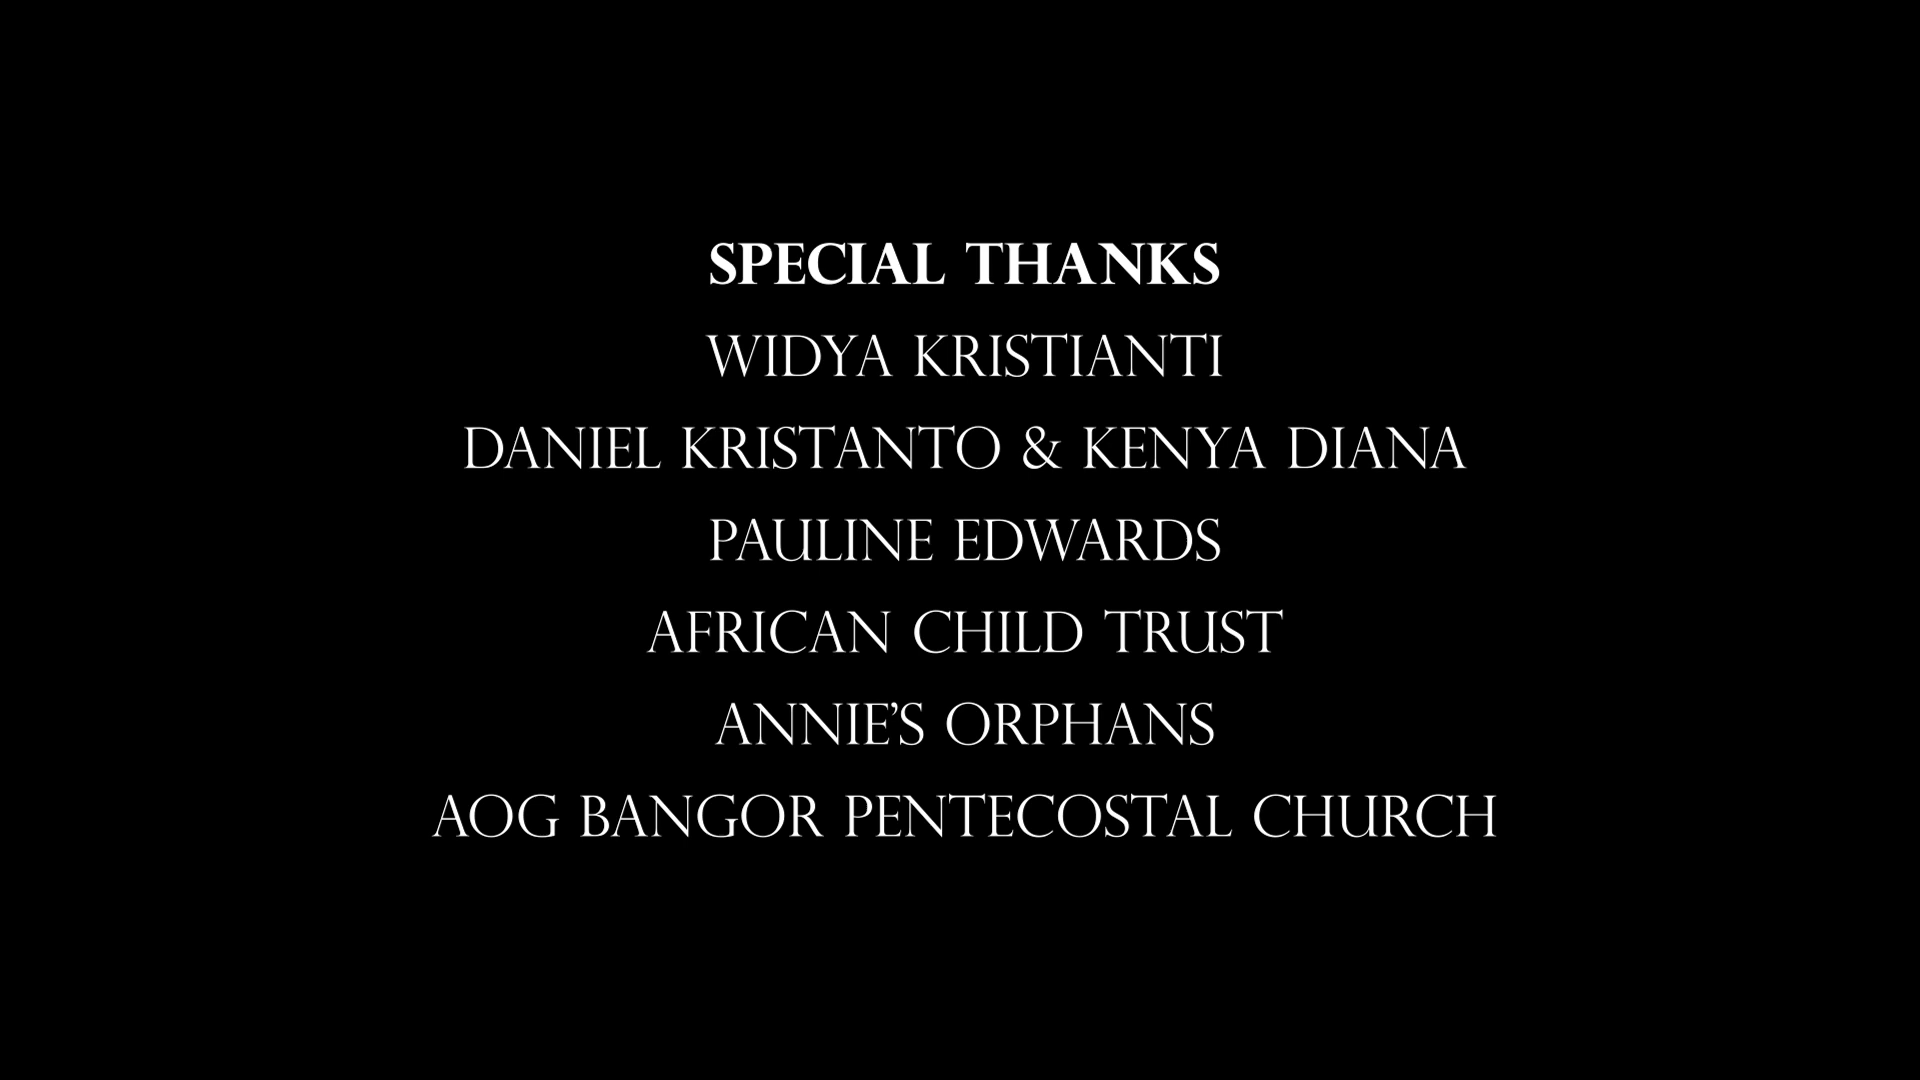 SPECIAL THANKS
WIDYA KRISTIANTI
DANIEL KRISTANTO & KENYA DIANA
PAULINE EDWARDS
AFRICAN CHILD TRUST
ANNIE’S ORPHANS
AOG BANGOR PENTECOSTAL CHURCH